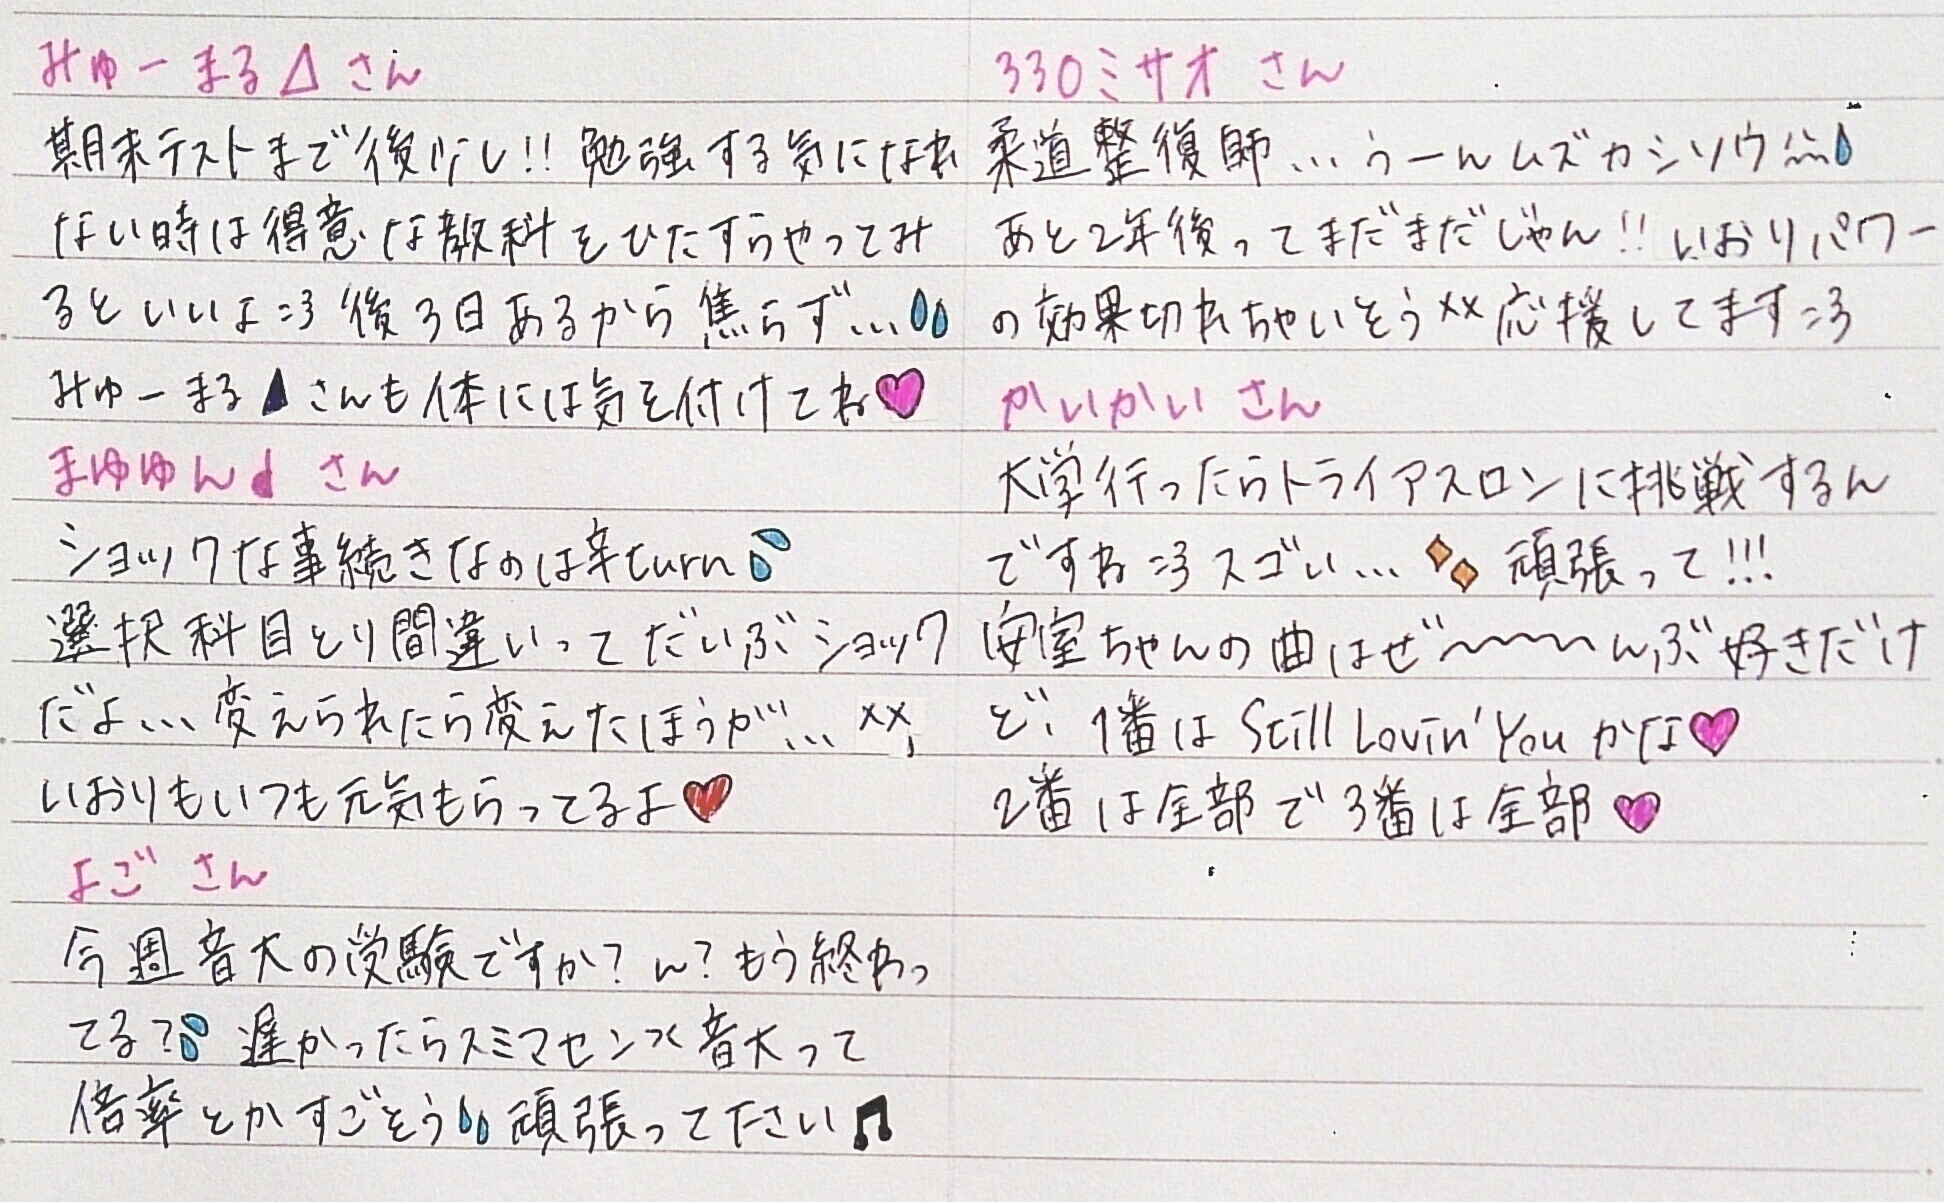 みゅーまる△さん
期末テストまで後少し!! 勉強する気になれ
ない時は得意な教科をひたすらやってみ
るといいよ:3 後3日あるから焦らず...
みゅーまる▲さんも体には気を付けてね♥
まゆゆん♩さん
ショックな事続きなのは辛turn
選択科目とり間違いってだいぶショック
だよ... 変えられたら変えたほうが... ××;
いおりもいつも元気もらってるよ♥
よごさん
今週音大の受験ですか? ん? もう終わっ
てる? 遅かったらスミマセン>< 音大って
倍率とかすごそう 頑張ってたさい♫
330ミサオさん
柔道整復師... うーんムズカシソウ
あと2年後ってまだまだじゃん!! いおりパワー
の効果切れちゃいそう×× 応援してます:3
かいかいさん
大学行ったらトライアスロンに挑戦するん
ですね:3 スゴい... 頑張って!!!
安室ちゃんの曲はぜ〜〜〜んぶ好きだけ
ど、1番は Still Lovin' You かな♥
2番は全部で3番は全部♥